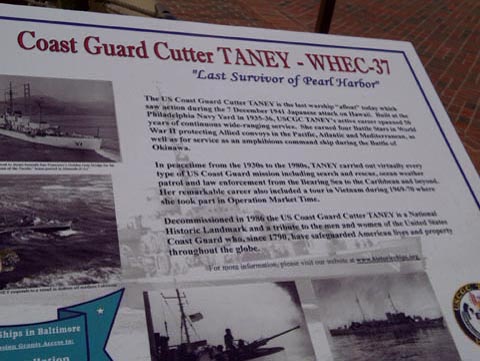 Coast Guard Cutter TANEY - WHEC-37
"Last Survivor of Pearl Harbor"
The US Coast Guard Cutter TANEY is the last warship "afloat" today which
saw action during the 7 December 1941 Japanese attack on Hawaii. Built at the
Philadelphia Navy Yard in 1935-36, USCGC TANEY's active career spanned 50
years of continuous wide-ranging service. She earned four Battle Stars in World
War II protecting Allied convoys in the Pacific, Atlantic and Mediterranean, as
well as for service as an amphibious command ship during the Battle of
Okinawa.
In peacetime from the 1930s to the 1980s, TANEY carried out virtually every
type of US Coast Guard mission including search and rescue, ocean weather
patrol and law enforcement from the Bearing Sea to the Caribbean and beyond.
Her remarkable career also included a tour in Vietnam during 1969-70 where
she took part in Operation Market Time.
Decommissioned in 1986 the US Coast Guard Cutter TANEY is a National
Historic Landmark and a tribute to the men and women of the United States
Coast Guard who, since 1790, have safeguarded American lives and property
throughout the globe.
For more information, please visit our website at www.historicships.org.
hips in Baltimore
ission Grants Access to: